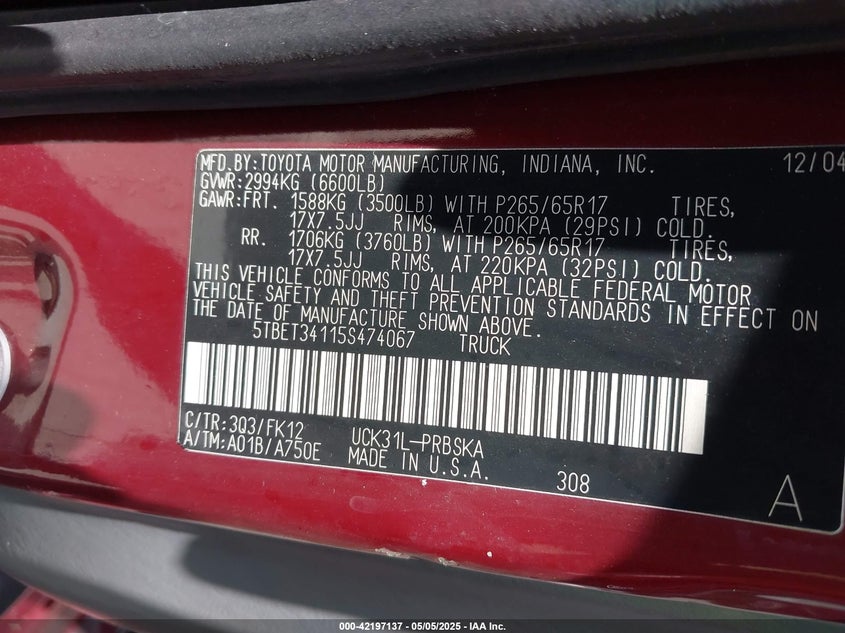 MFD.BY:TOYOTA MOTOR MANUFACTURING, INDIANA, INC. 12/04
GVWR:2994KG (6600LB)
GAWR:FRT. 1588KG (3500LB) WITH P265/65R17 TIRES,
17X7.5JJ RIMS, AT 200KPA (29PSI) COLD.
RR. 1706KG (3760LB) WITH P265/65R17 TIRES,
17X7.5JJ RIMS, AT 220KPA (32PSI) COLD.
THIS VEHICLE CONFORMS TO ALL APPLICABLE FEDERAL MOTOR
VEHICLE SAFETY AND THEFT PREVENTION STANDARDS IN EFFECT ON
THE DATE OF MANUFACTURE SHOWN ABOVE.
5TBET34115S474067 TRUCK
C/TR:3Q3/FK12 UCK31L-PRBSKA
A/TM:A01B/A750E MADE IN U.S.A.
308
A
000-42197137 - 05/05/2025 - IAA Inc.